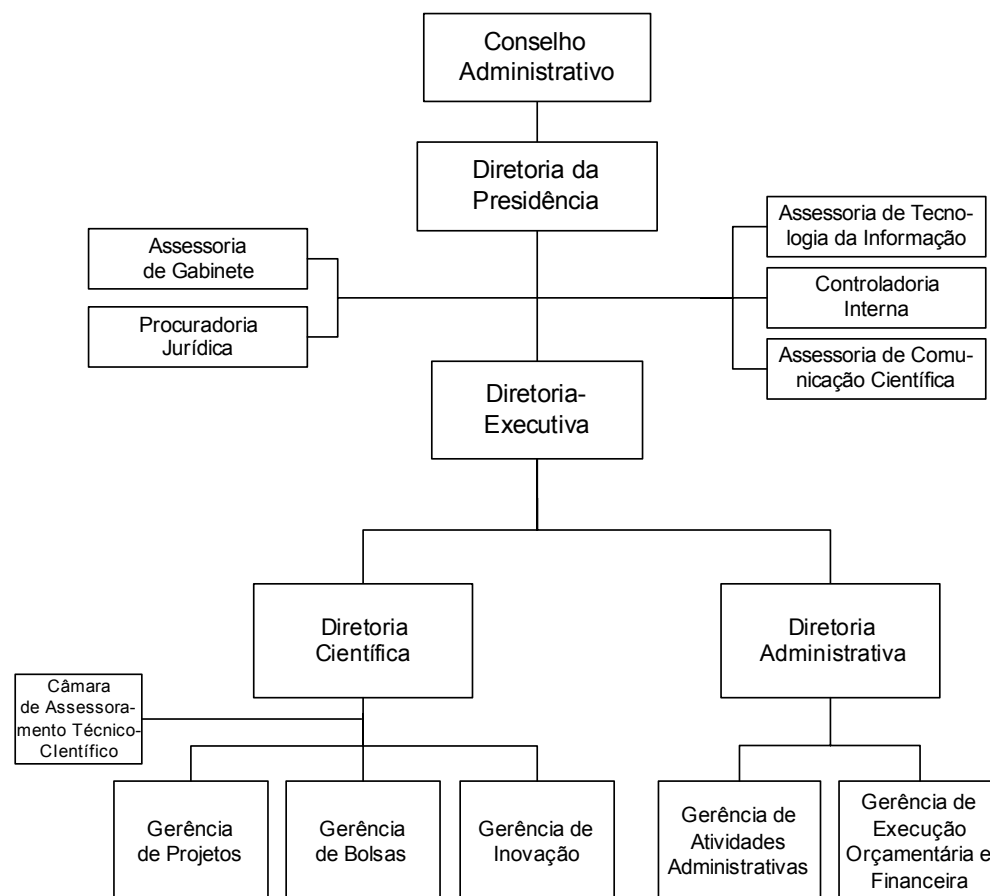 Conselho
Administrativo
Diretoria da
Presidência
Assessoria
de Gabinete
Procuradoria
Jurídica
Assessoria de Tecno-
logia da Informação
Controladoria
Interna
Assessoria de Comu-
nicação Científica
Diretoria-
Executiva
Diretoria
Científica
Diretoria
Administrativa
Câmara
de Assessora-
mento Técnico-
CIentífico
Gerência
de Projetos
Gerência
de Bolsas
Gerência de
Inovação
Gerência de
Atividades
Administrativas
Gerência de
Execução
Orçamentária e
Financeira